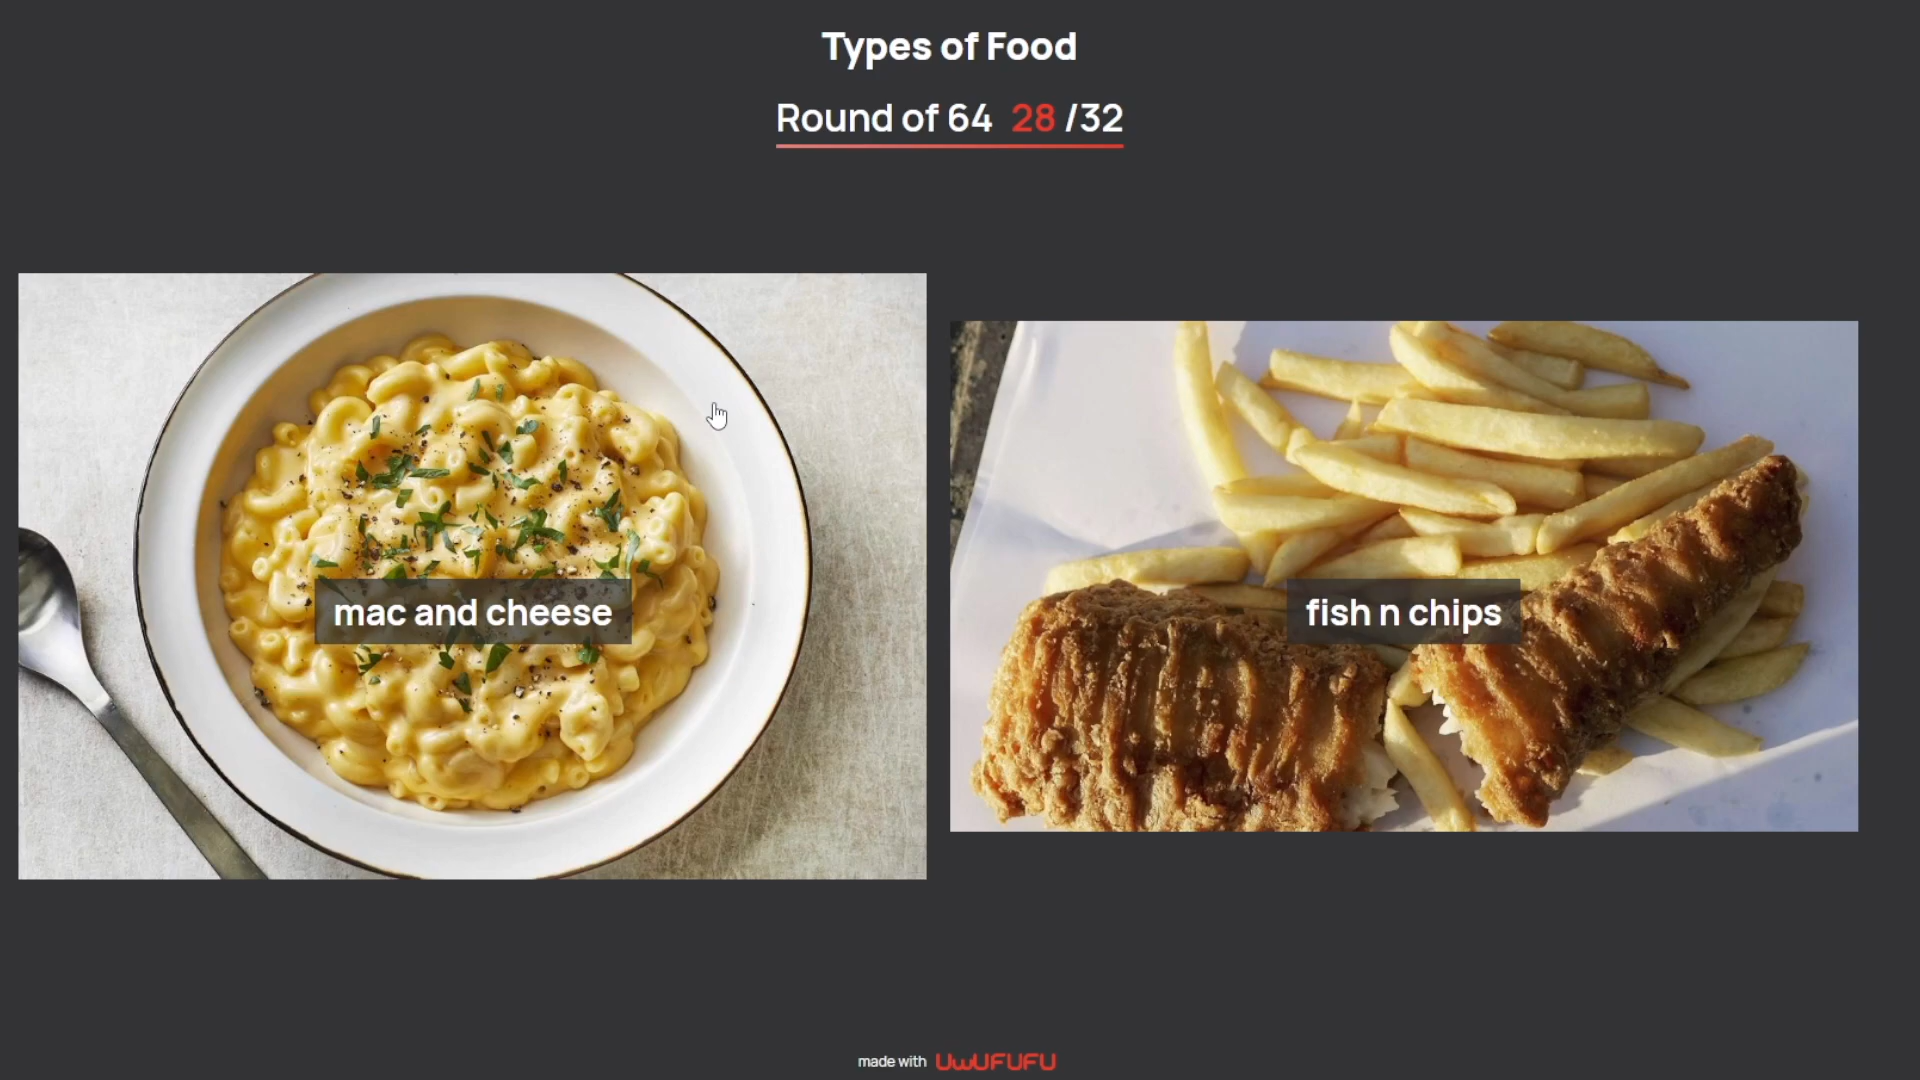 Types of Food
Round of 64 28 /32
mac and cheese
fish n chips
made with UwUFUFU